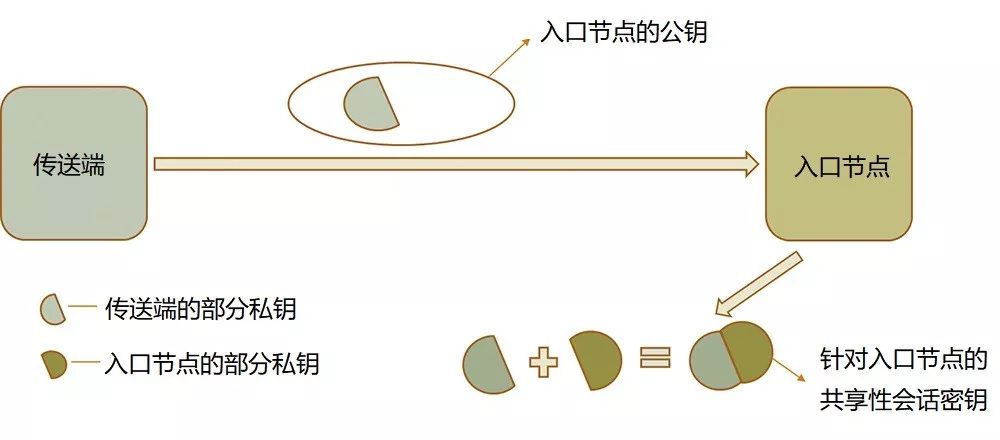 入口节点的公钥
传送端
入口节点
传送端的部分私钥
入口节点的部分私钥
针对入口节点的
共享性会话密钥